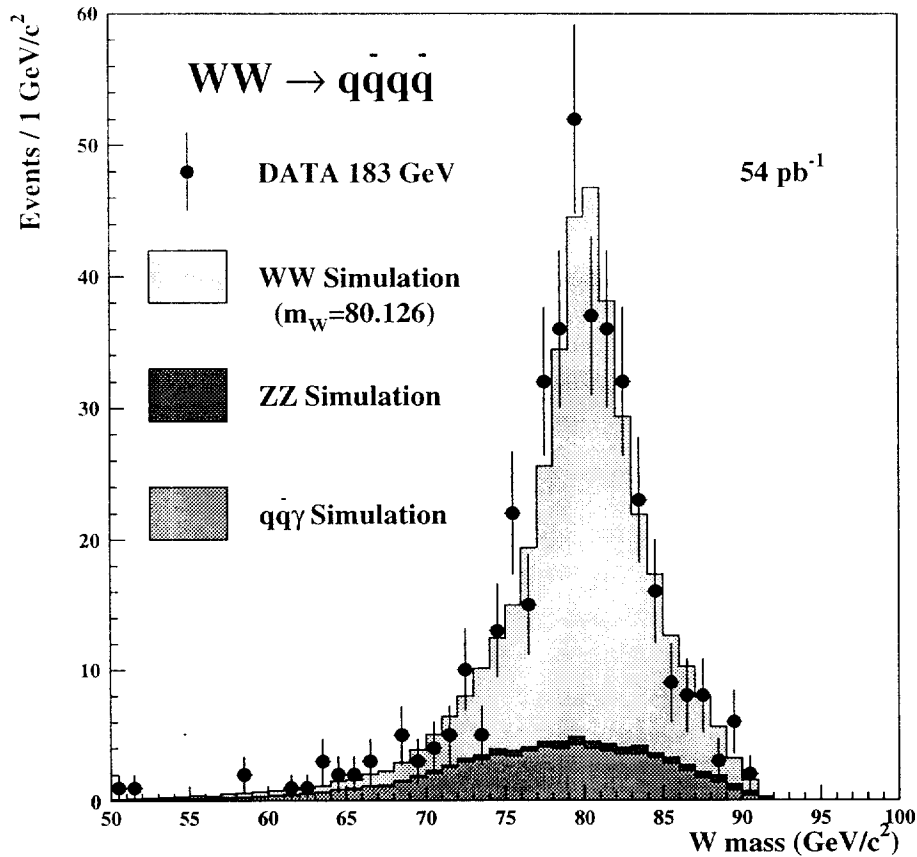 WW → qq̄qq̄
DATA 183 GeV
54 pb⁻¹
WW Simulation
(m_W=80.126)
ZZ Simulation
qq̄γ Simulation
Events / 1 GeV/c²
60
50
40
30
20
10
0
50 55 60 65 70 75 80 85 90 95 100
W mass (GeV/c²)